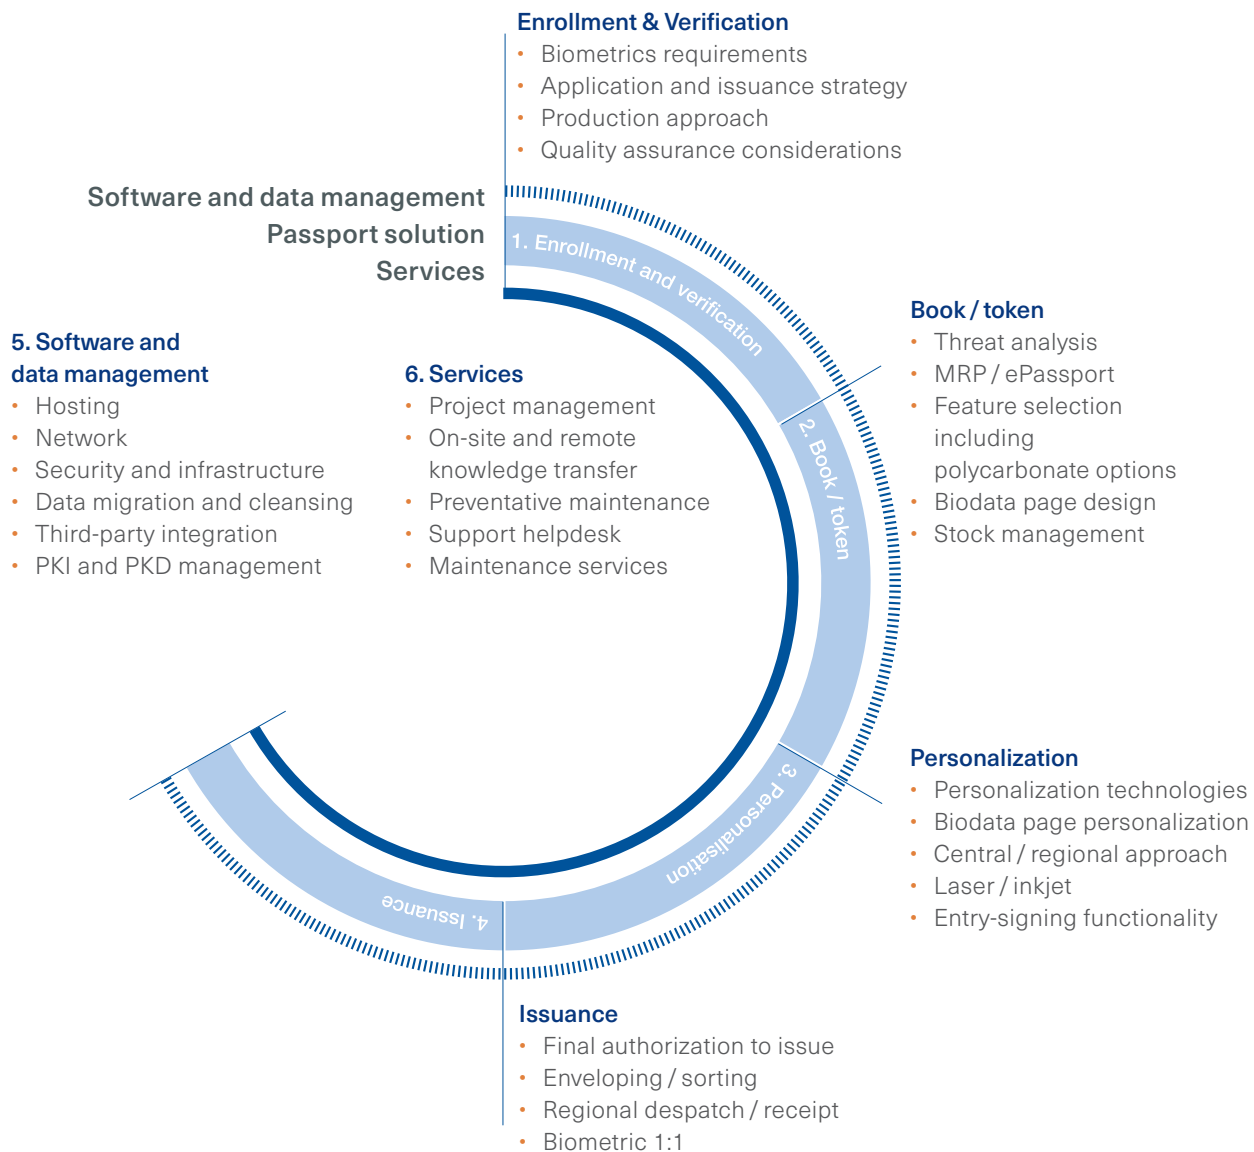 Enrollment & Verification
• Biometrics requirements
• Application and issuance strategy
• Production approach
• Quality assurance considerations
Software and data management
Passport solution
Services
1. Enrollment and verification
2. Book / token
3. Personalisation
4. Issuance
Book / token
• Threat analysis
• MRP / ePassport
• Feature selection
including
polycarbonate options
• Biodata page design
• Stock management
5. Software and
data management
• Hosting
• Network
• Security and infrastructure
• Data migration and cleansing
• Third-party integration
• PKI and PKD management
6. Services
• Project management
• On-site and remote
knowledge transfer
• Preventative maintenance
• Support helpdesk
• Maintenance services
Personalization
• Personalization technologies
• Biodata page personalization
• Central / regional approach
• Laser / inkjet
• Entry-signing functionality
Issuance
• Final authorization to issue
• Enveloping / sorting
• Regional despatch / receipt
• Biometric 1:1